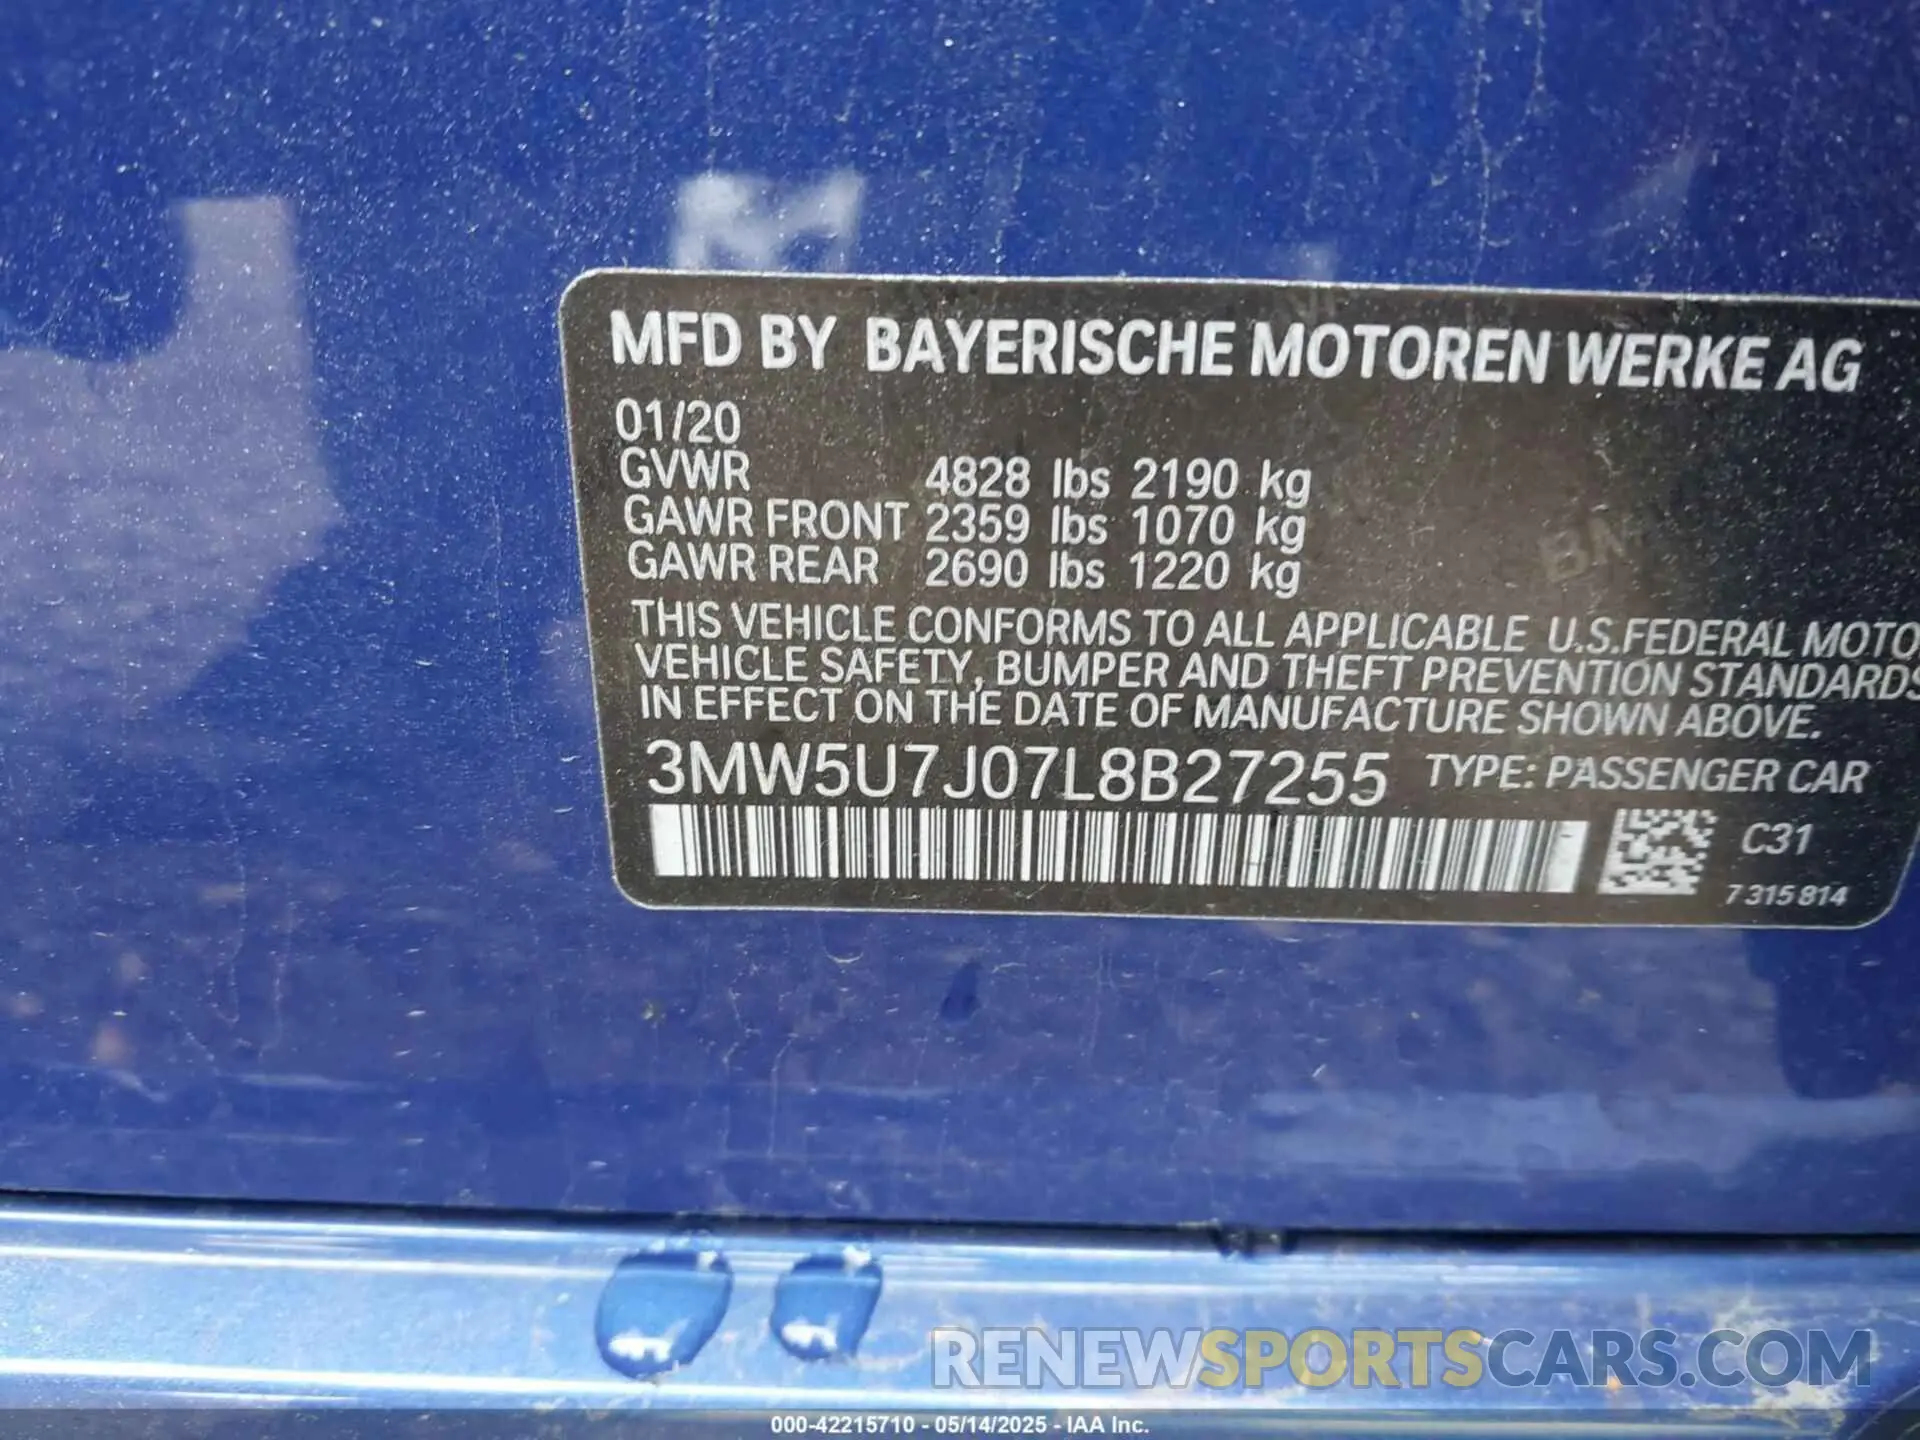 MFD BY BAYERISCHE MOTOREN WERKE AG
01/20
GVWR 4828 lbs 2190 kg
GAWR FRONT 2359 lbs 1070 kg
GAWR REAR 2690 lbs 1220 kg
THIS VEHICLE CONFORMS TO ALL APPLICABLE U.S.FEDERAL MOTO
VEHICLE SAFETY, BUMPER AND THEFT PREVENTION STANDARDS
IN EFFECT ON THE DATE OF MANUFACTURE SHOWN ABOVE.
3MW5U7J07L8B27255 TYPE: PASSENGER CAR
C31
7 315 814
RENEWSPORTSCARS.COM
000-42215710 - 05/14/2025 - IAA Inc.